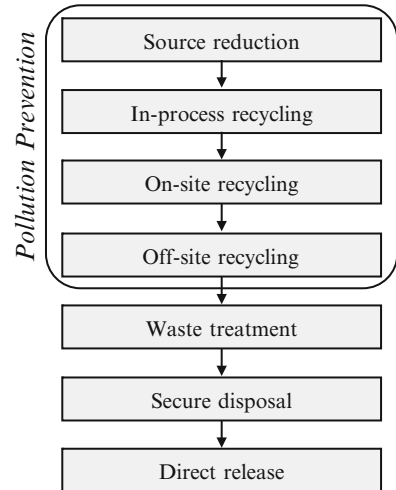 Pollution Prevention
Source reduction
In-process recycling
On-site recycling
Off-site recycling
Waste treatment
Secure disposal
Direct release